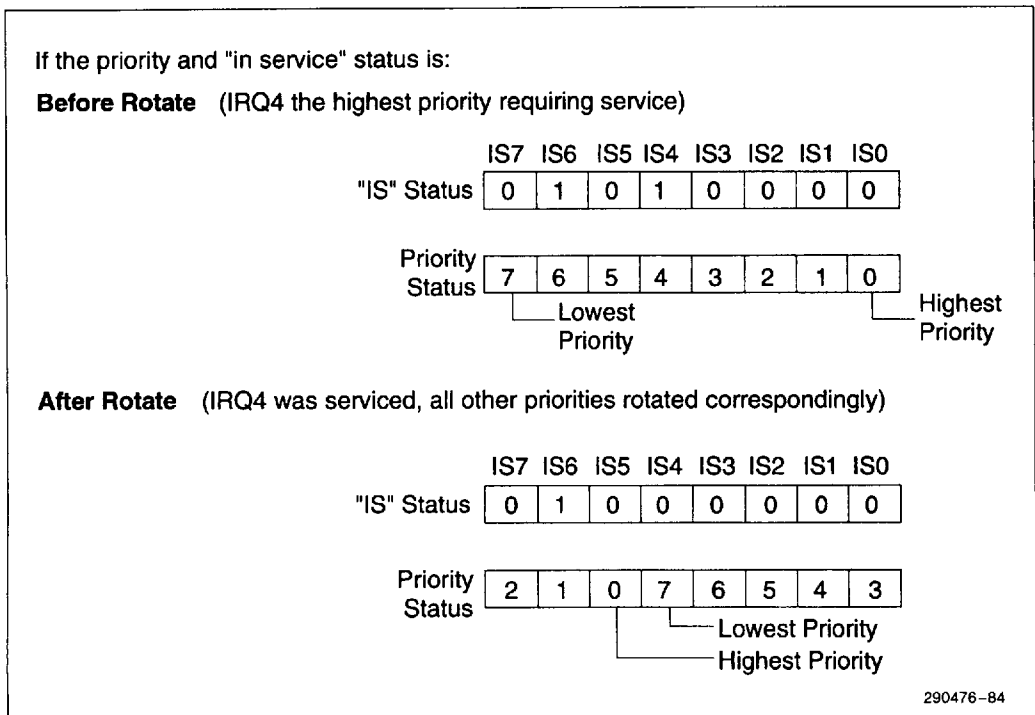 If the priority and "in service" status is:
Before Rotate (IRQ4 the highest priority requiring service)
IS7 IS6 IS5 IS4 IS3 IS2 IS1 IS0
"IS" Status 0 1 0 1 0 0 0 0
Priority
Status 7 6 5 4 3 2 1 0
Lowest
Priority
Highest
Priority
After Rotate (IRQ4 was serviced, all other priorities rotated correspondingly)
IS7 IS6 IS5 IS4 IS3 IS2 IS1 IS0
"IS" Status 0 1 0 0 0 0 0 0
Priority
Status 2 1 0 7 6 5 4 3
Lowest Priority
Highest Priority
290476-84